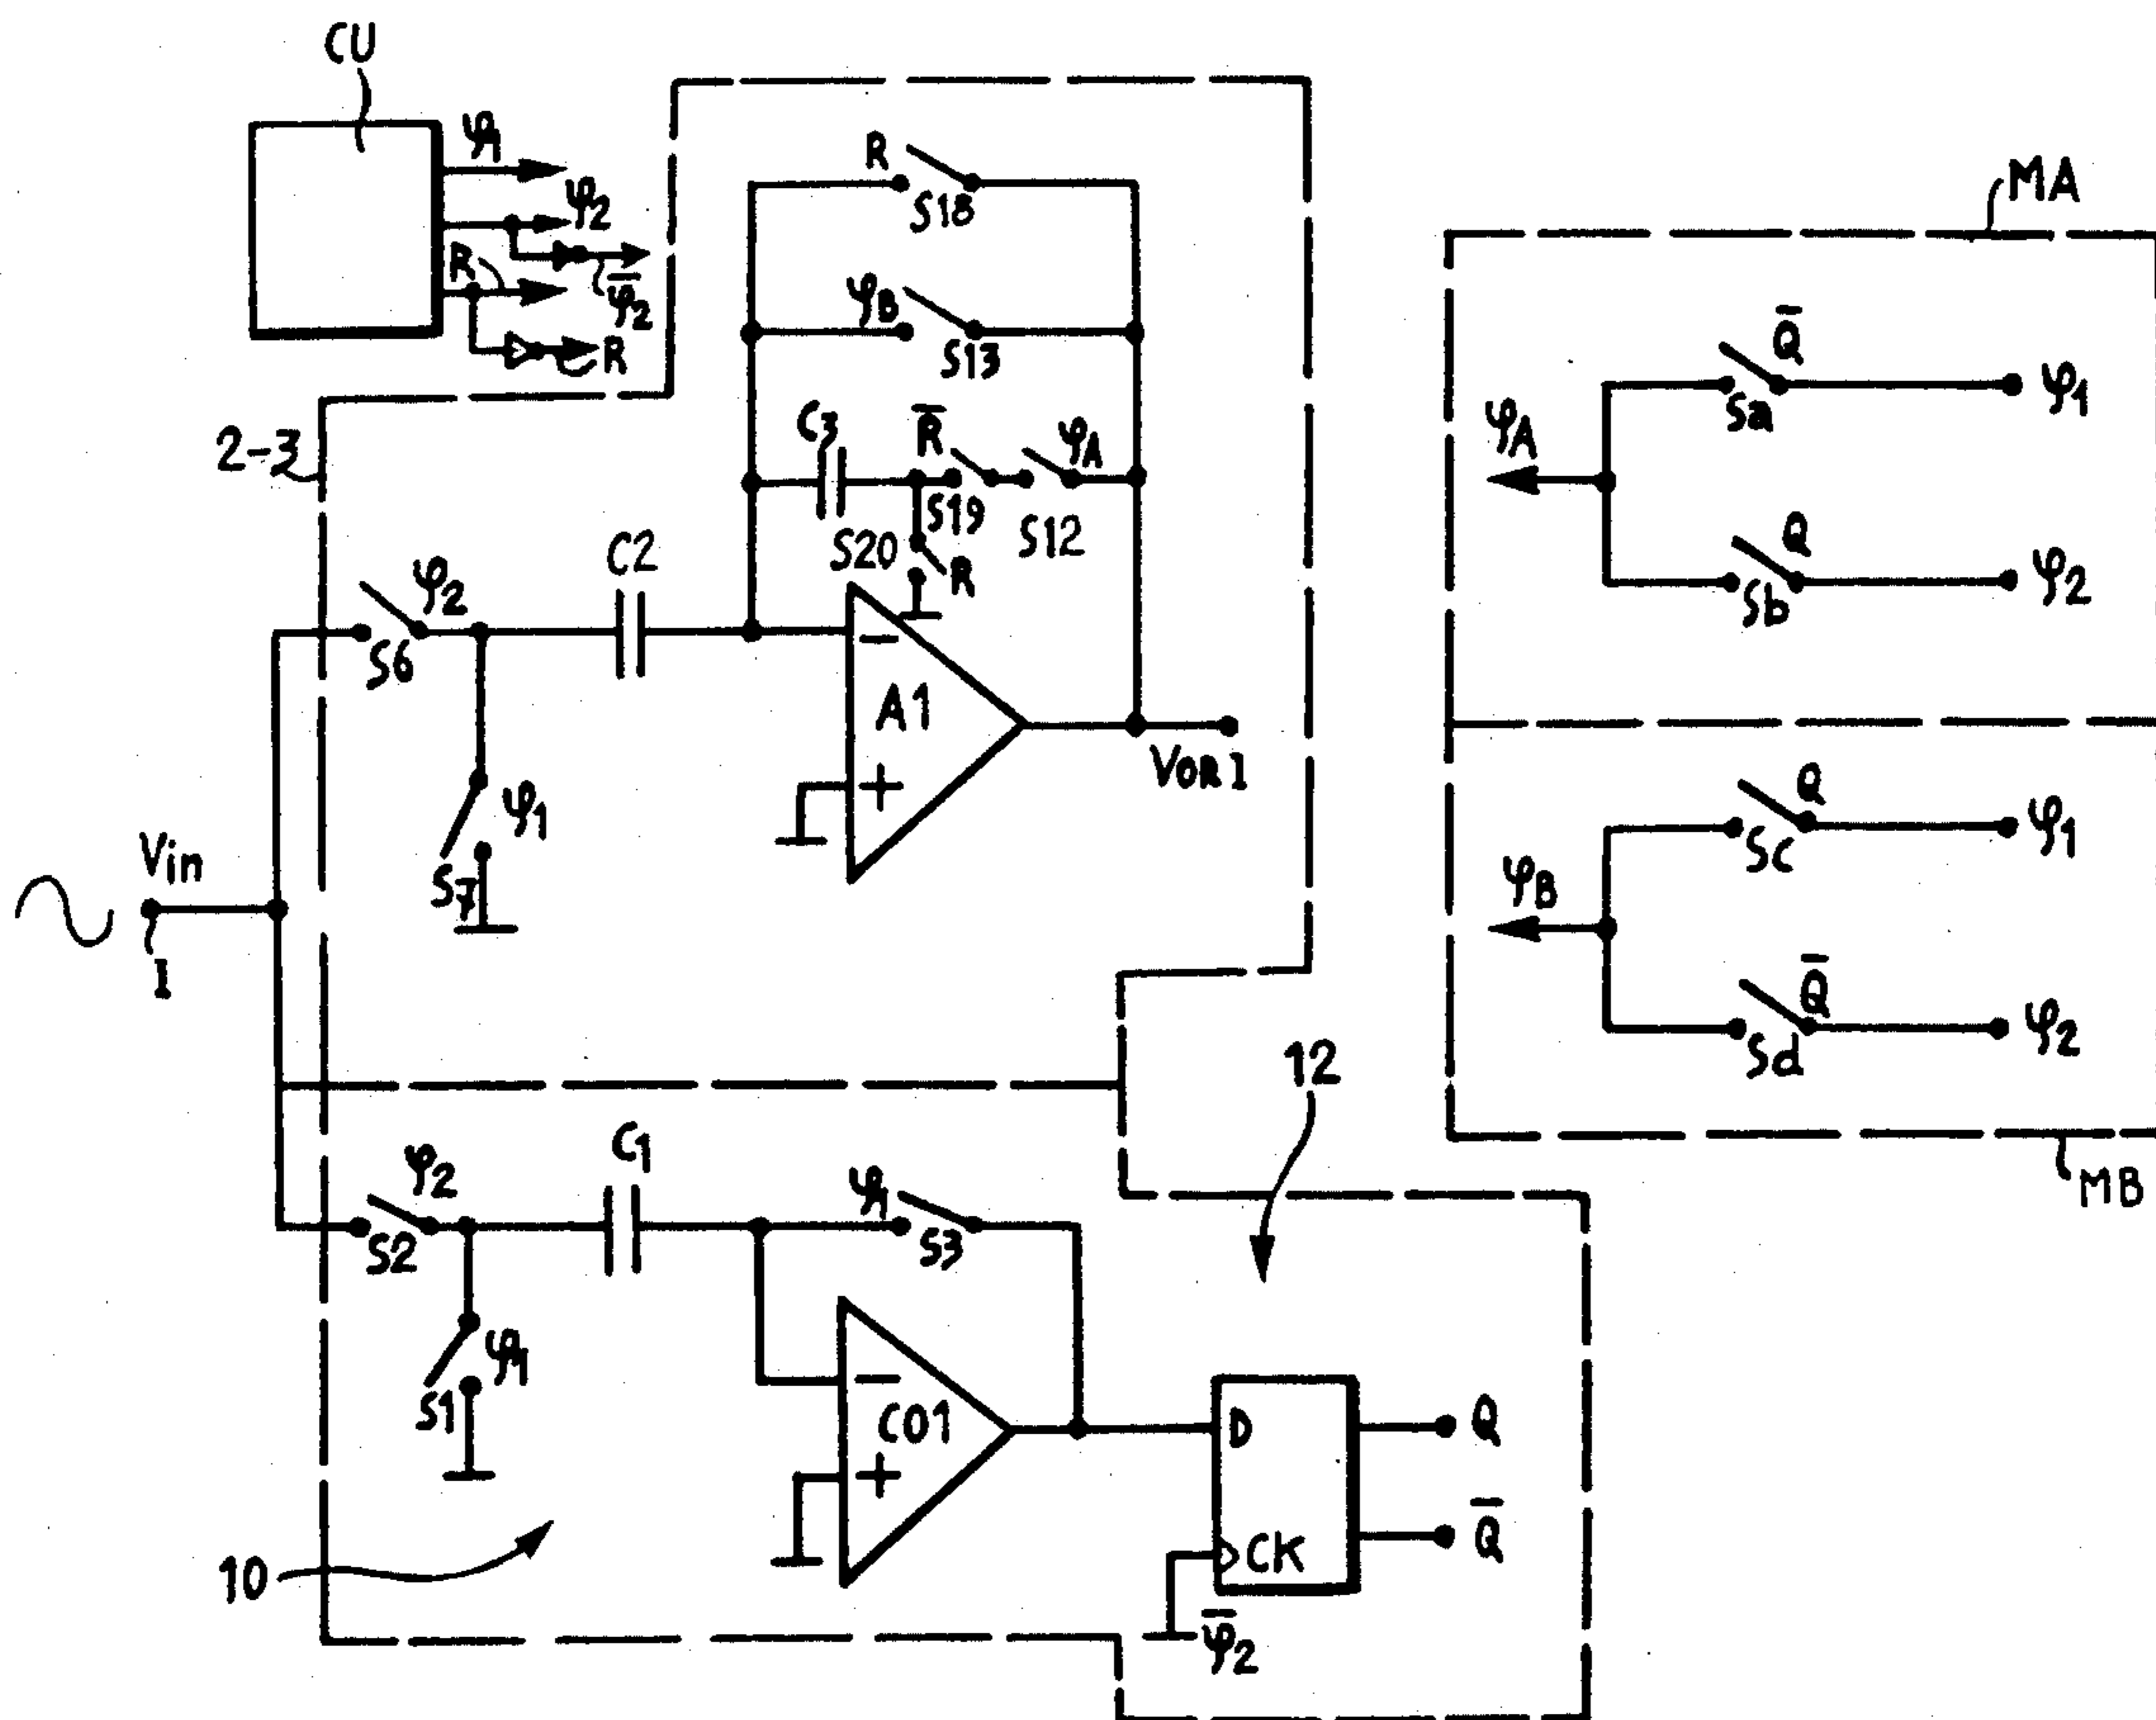 CU
φ1
φ2
R
φ̅2
R
2-3
R
S18
φB
S13
C3
R̅
S19
φA
S12
S20
R
C2
φ2
S6
A1
−
+
VOR1
φ1
S7
Vin
I
MA
φA
Q̅
Sa
φ1
Q
Sb
φ2
Q
Sc
φ1
φB
Q̅
Sd
φ2
MB
12
φ2
S2
C1
φ1
S3
φ1
S1
CO1
−
+
D
CK
Q
Q̅
φ̅2
10